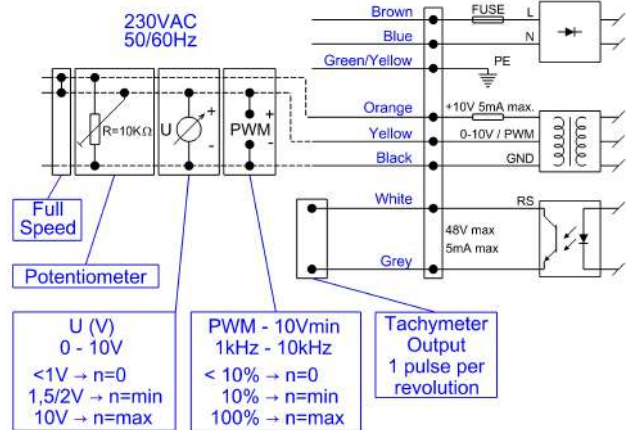 230VAC
50/60Hz
Brown
FUSE
L
Blue
N
Green/Yellow
PE
Orange
+10V 5mA max.
R=10KΩ
U
+
-
PWM
+
-
Yellow
0-10V / PWM
Black
GND
White
RS
48V max
5mA max
Grey
Full
Speed
Potentiometer
U (V)
0 - 10V
<1V → n=0
1,5/2V → n=min
10V → n=max
PWM - 10Vmin
1kHz - 10kHz
< 10% → n=0
10% → n=min
100% → n=max
Tachymeter
Output
1 pulse per
revolution